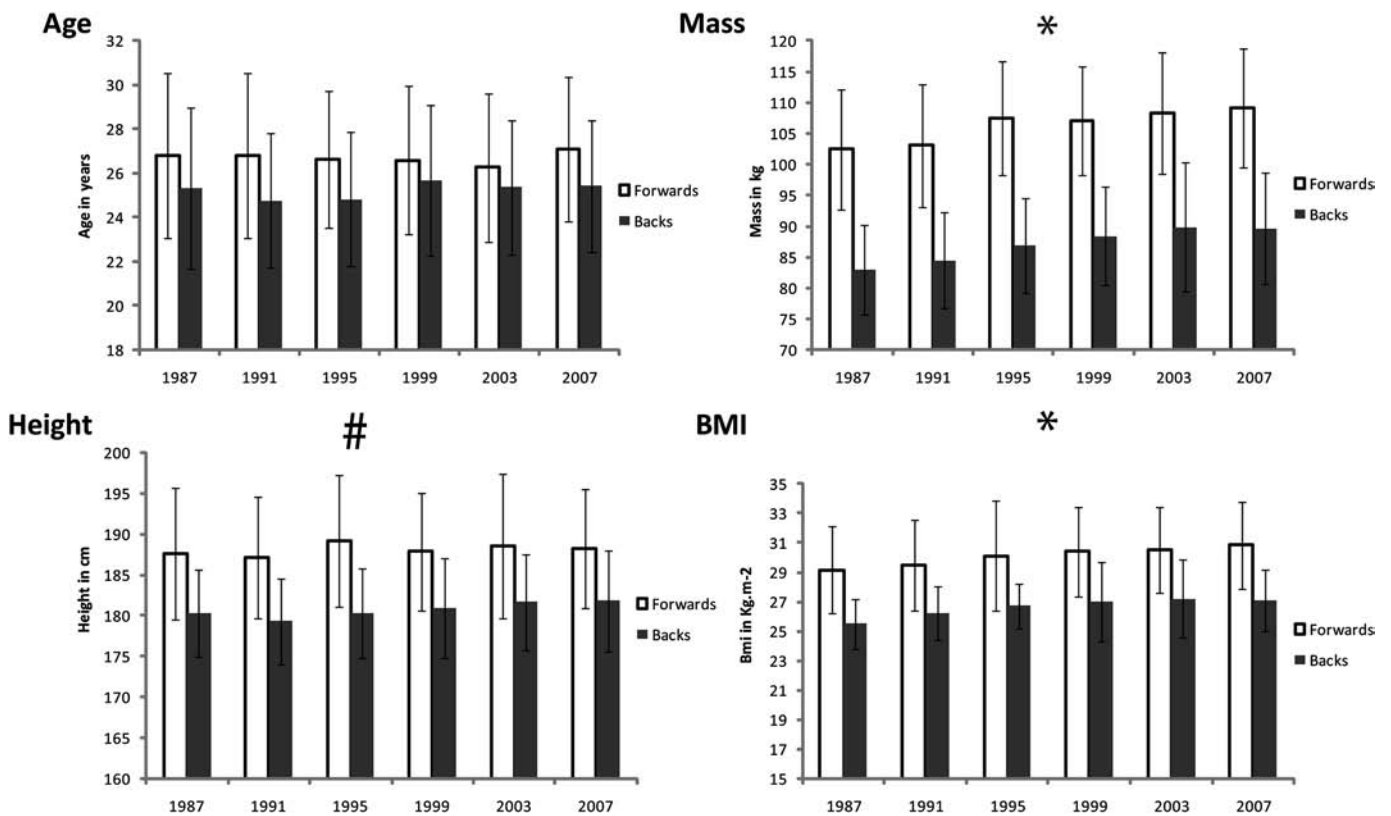 Age
32
30
28
26
24
22
20
18
Age in years
1987 1991 1995 1999 2003 2007
Forwards
Backs
Mass
*
120
115
110
105
100
95
90
85
80
75
70
Mass in kg
1987 1991 1995 1999 2003 2007
Forwards
Backs
Height
#
200
195
190
185
180
175
170
165
160
Height in cm
1987 1991 1995 1999 2003 2007
Forwards
Backs
BMI
*
35
33
31
29
27
25
23
21
19
17
15
Bmi in Kg.m-2
1987 1991 1995 1999 2003 2007
Forwards
Backs